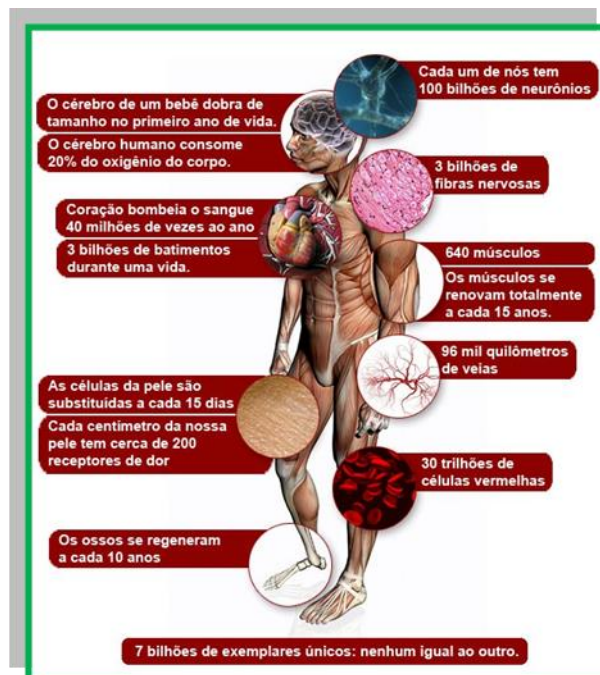 Cada um de nós tem
100 bilhões de neurônios
O cérebro de um bebê dobra de
tamanho no primeiro ano de vida.
O cérebro humano consome
20% do oxigênio do corpo.
3 bilhões de
fibras nervosas
Coração bombeia o sangue
40 milhões de vezes ao ano
3 bilhões de batimentos
durante uma vida.
640 músculos
Os músculos se
renovam totalmente
a cada 15 anos.
96 mil quilômetros
de veias
As células da pele são
substituídas a cada 15 dias
Cada centímetro da nossa
pele tem cerca de 200
receptores de dor
30 trilhões de
células vermelhas
Os ossos se regeneram
a cada 10 anos
7 bilhões de exemplares únicos: nenhum igual ao outro.